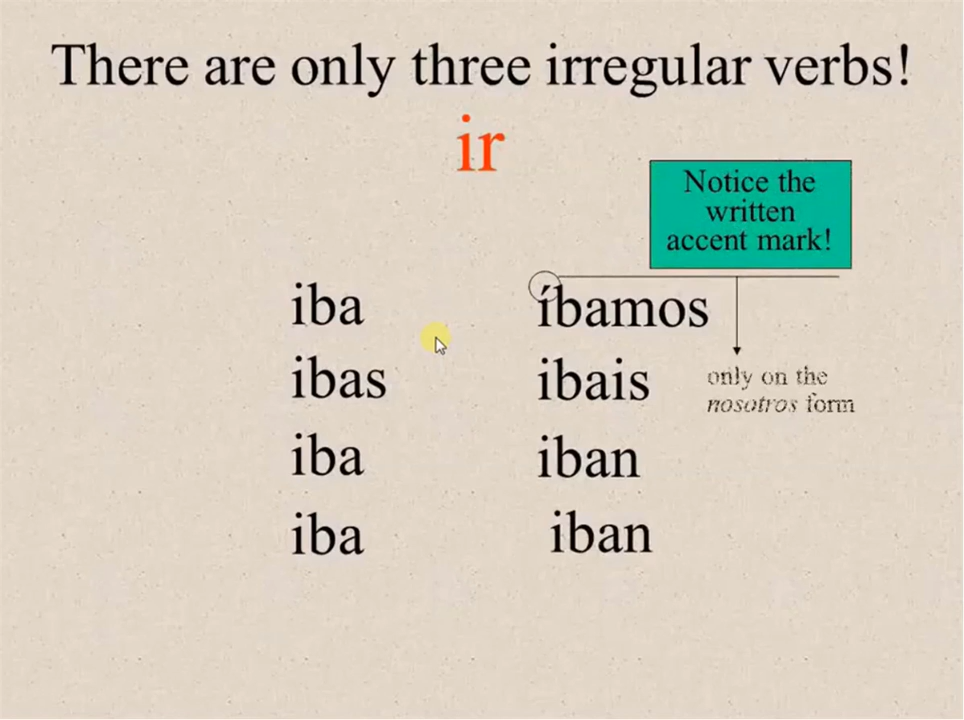 There are only three irregular verbs!
ir
Notice the
written
accent mark!
iba íbamos
ibas ibais
only on the
nosotros form
iba iban
iba iban